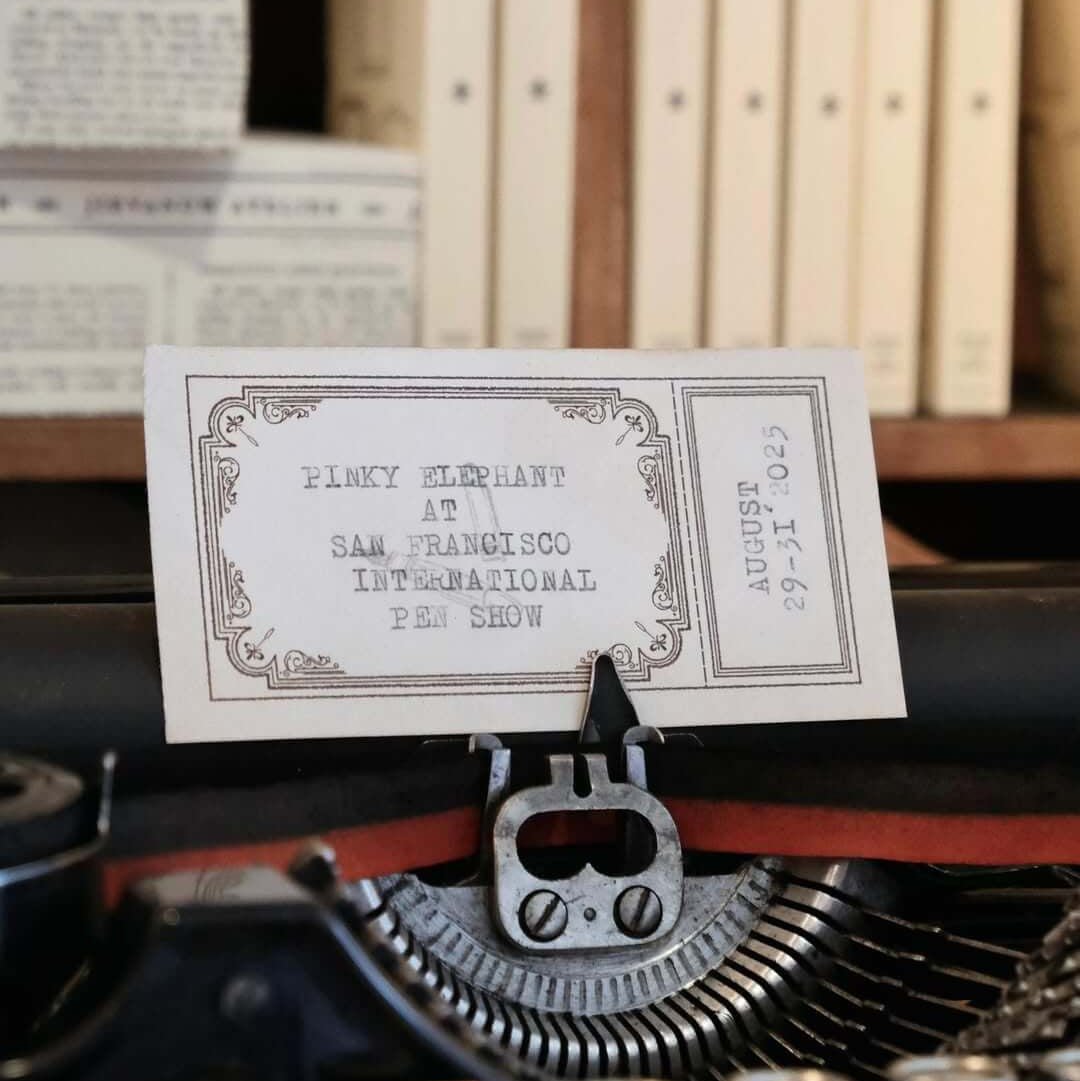 PINKY ELEPHANT
AT
SAN FRANCISCO
INTERNATIONAL
PEN SHOW
AUGUST
29-31, 2025